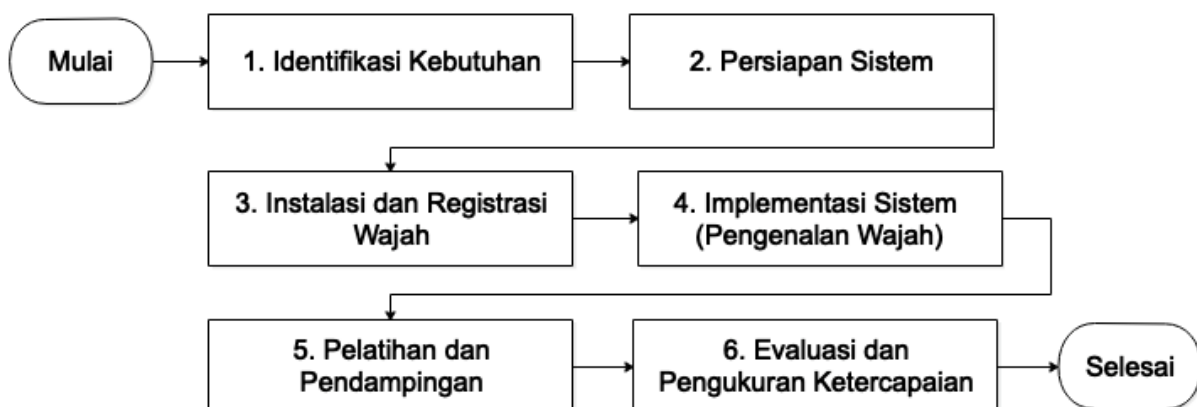 Mulai
1. Identifikasi Kebutuhan
2. Persiapan Sistem
3. Instalasi dan Registrasi
Wajah
4. Implementasi Sistem
(Pengenalan Wajah)
5. Pelatihan dan
Pendampingan
6. Evaluasi dan
Pengukuran Ketercapaian
Selesai